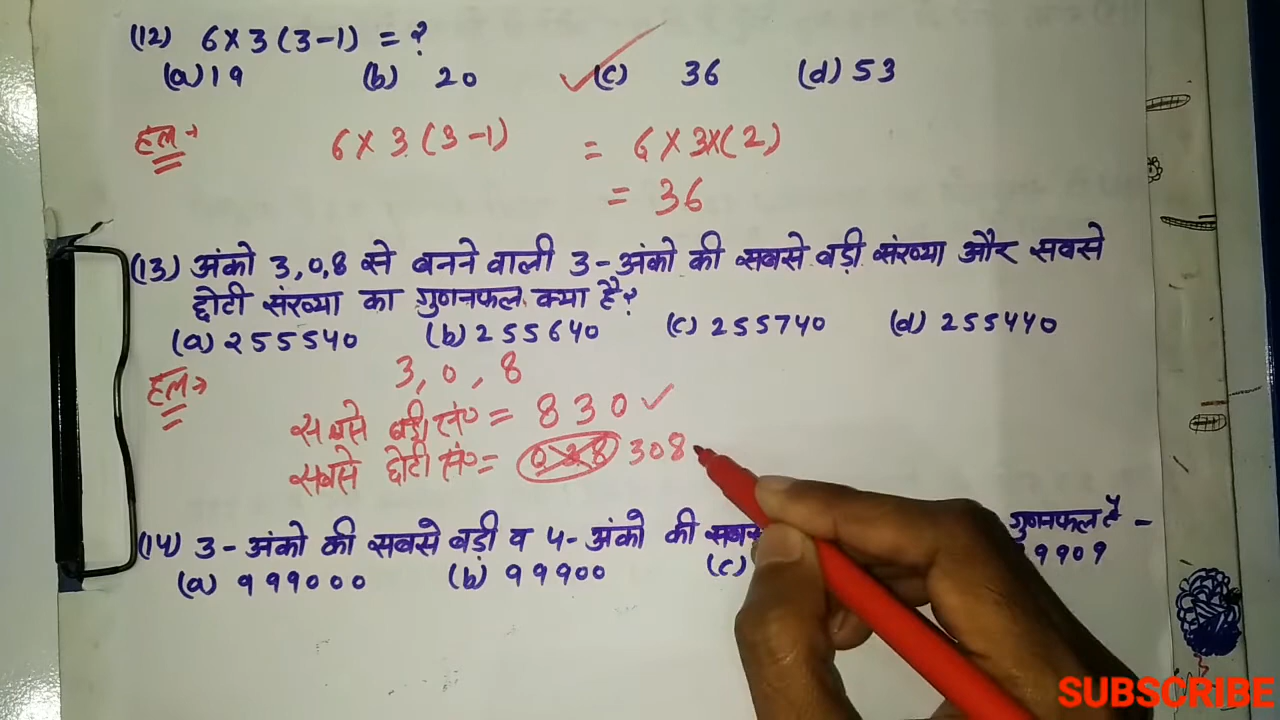 (12) 6×3(3-1) = ?
(a) 19 (b) 20 (c) 36 (d) 53
हल→ 6×3(3-1) = 6×3×(2)
= 36
(13) अंको 3,0,8 से बनने वाली 3-अंको की सबसे बड़ी संख्या और सबसे
छोटी संख्या का गुणनफल क्या है?
(a) 255540 (b) 255640 (c) 255740 (d) 255440
हल→ 3, 0, 8
सबसे बड़ी सं० = 830 ✓
सबसे छोटी सं० = 038 308
(14) 3-अंको की सबसे बड़ी व 4-अंको की गुणनफल है -
(a) 999000 (b) 99900 (c) 9909
SUBSCRIBE